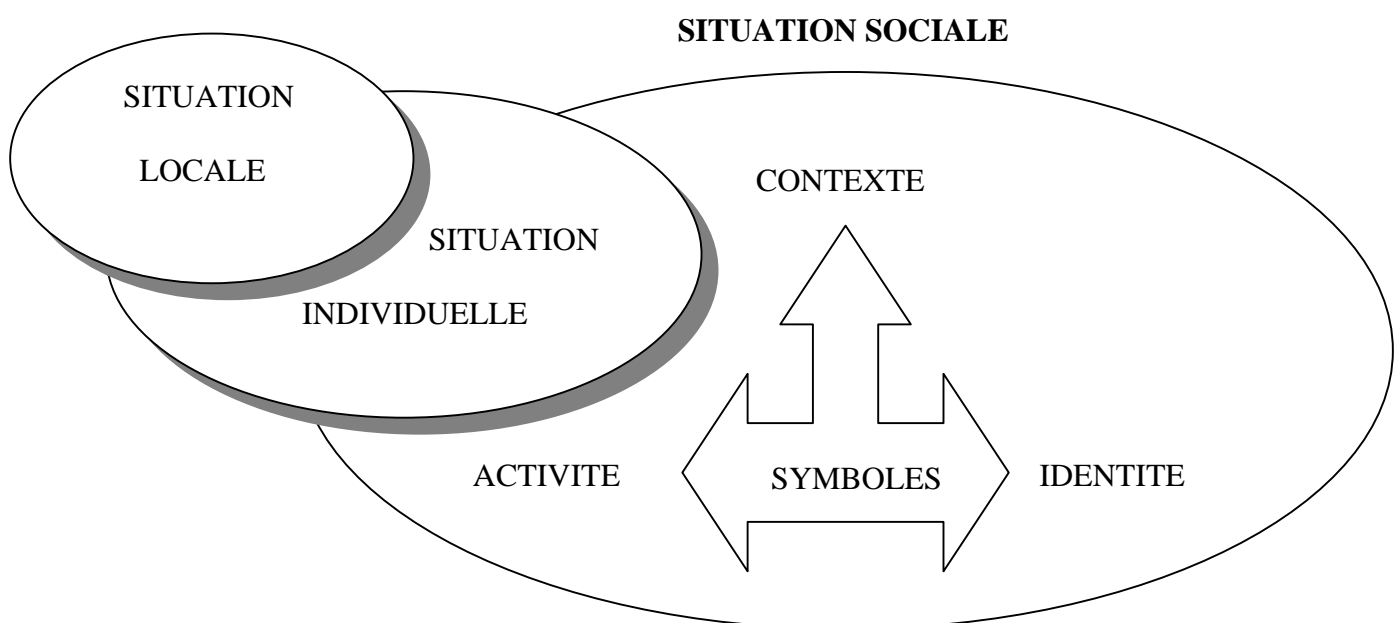 SITUATION SOCIALE
SITUATION
LOCALE
CONTEXTE
SITUATION
INDIVIDUELLE
ACTIVITE
SYMBOLES
IDENTITE